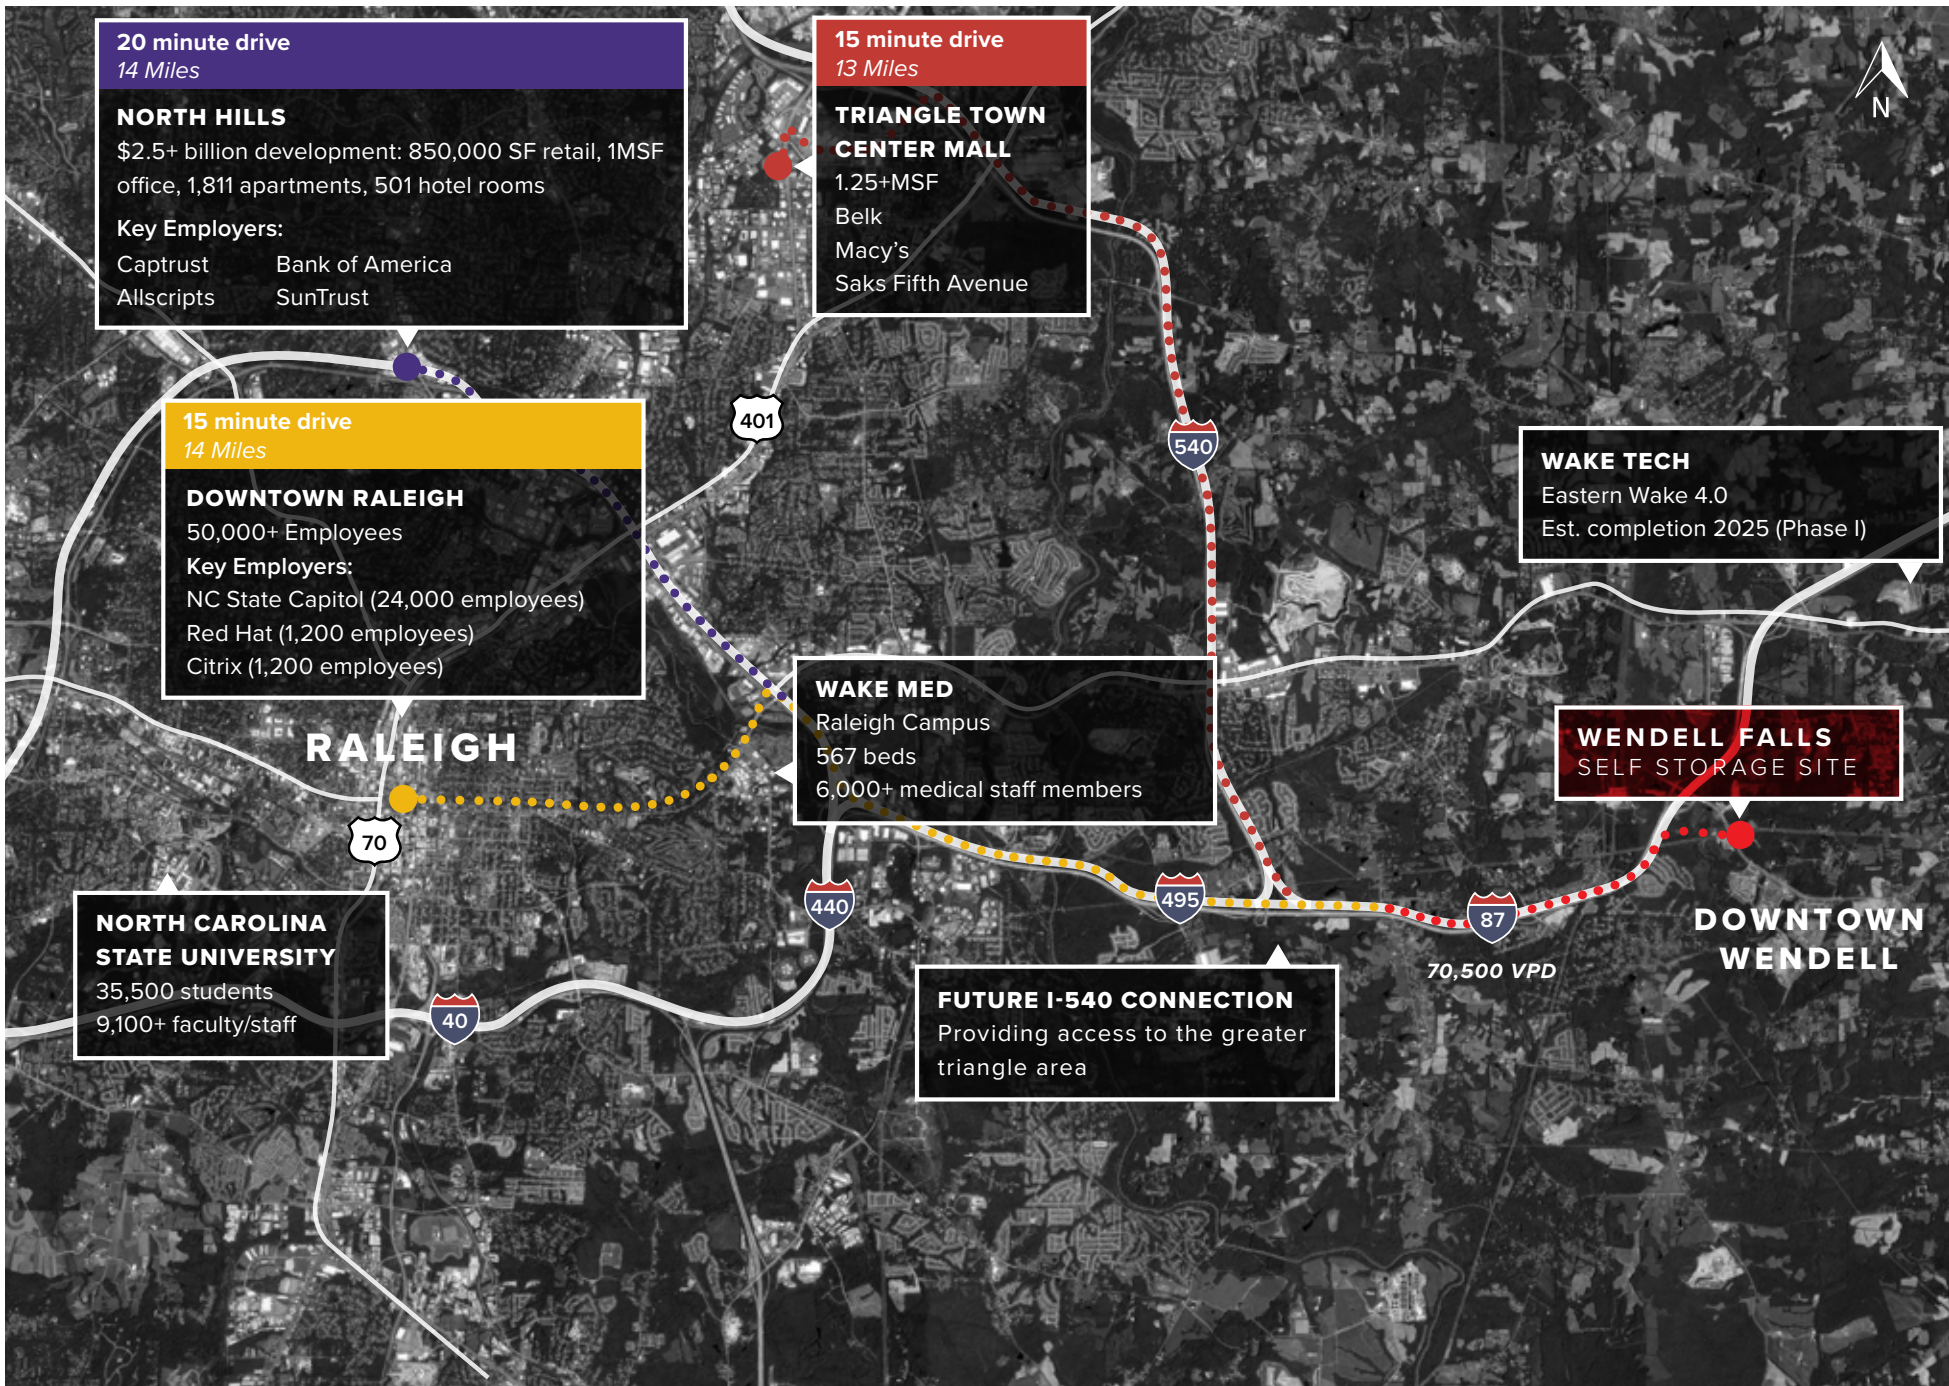 20 minute drive
14 Miles
NORTH HILLS
$2.5+ billion development: 850,000 SF retail, 1MSF
office, 1,811 apartments, 501 hotel rooms
Key Employers:
Captrust Bank of America
Allscripts SunTrust
15 minute drive
13 Miles
TRIANGLE TOWN
CENTER MALL
1.25+MSF
Belk
Macy's
Saks Fifth Avenue
N
15 minute drive
14 Miles
DOWNTOWN RALEIGH
50,000+ Employees
Key Employers:
NC State Capitol (24,000 employees)
Red Hat (1,200 employees)
Citrix (1,200 employees)
401
540
WAKE TECH
Eastern Wake 4.0
Est. completion 2025 (Phase I)
WAKE MED
Raleigh Campus
567 beds
6,000+ medical staff members
WENDELL FALLS
SELF STORAGE SITE
RALEIGH
70
440
495
87
70,500 VPD
DOWNTOWN
WENDELL
NORTH CAROLINA
STATE UNIVERSITY
35,500 students
9,100+ faculty/staff
40
FUTURE I-540 CONNECTION
Providing access to the greater
triangle area